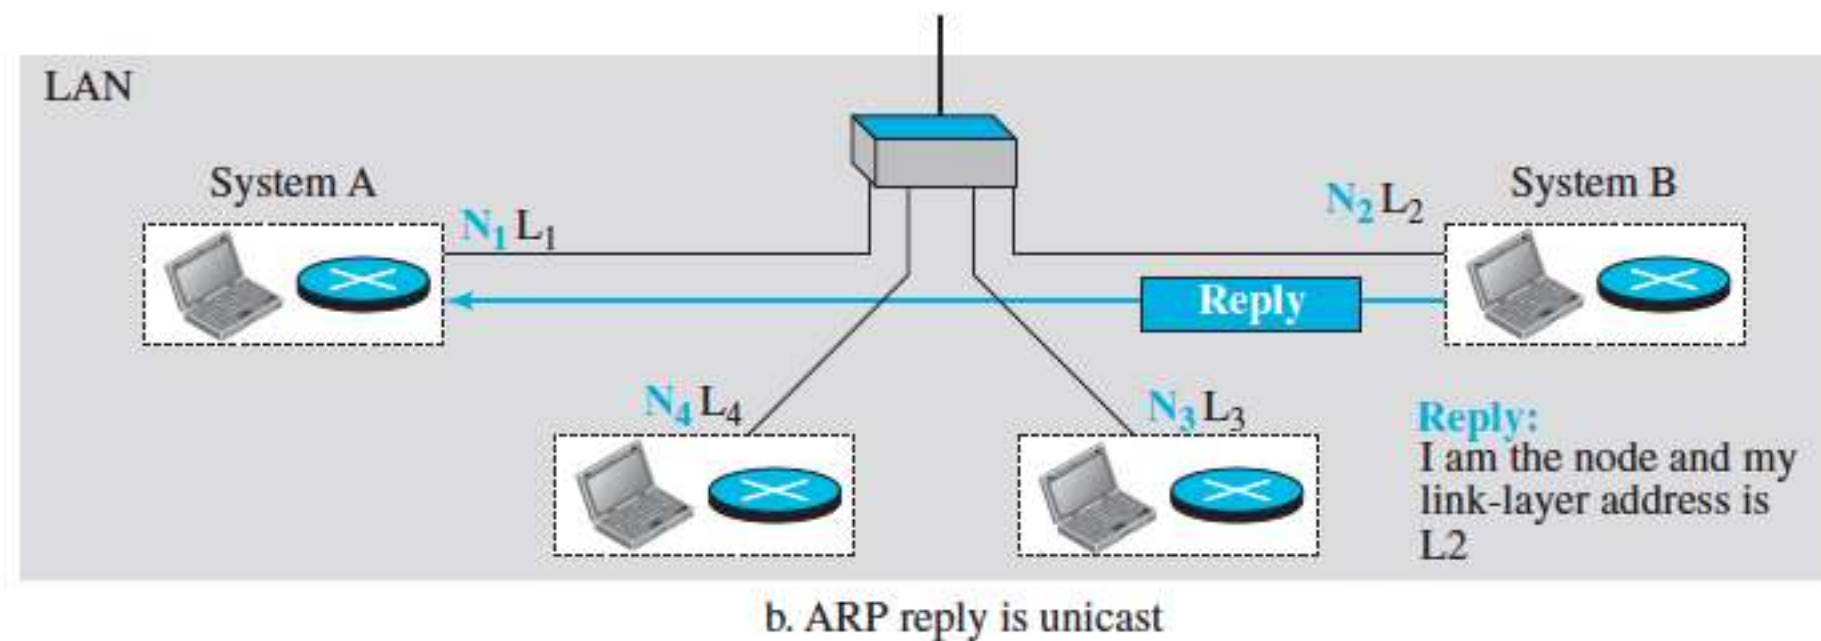 LAN
System A
System B
N₁ L₁
N₂ L₂
Reply
N₄ L₄
N₃ L₃
Reply:
I am the node and my
link-layer address is
L2
b. ARP reply is unicast